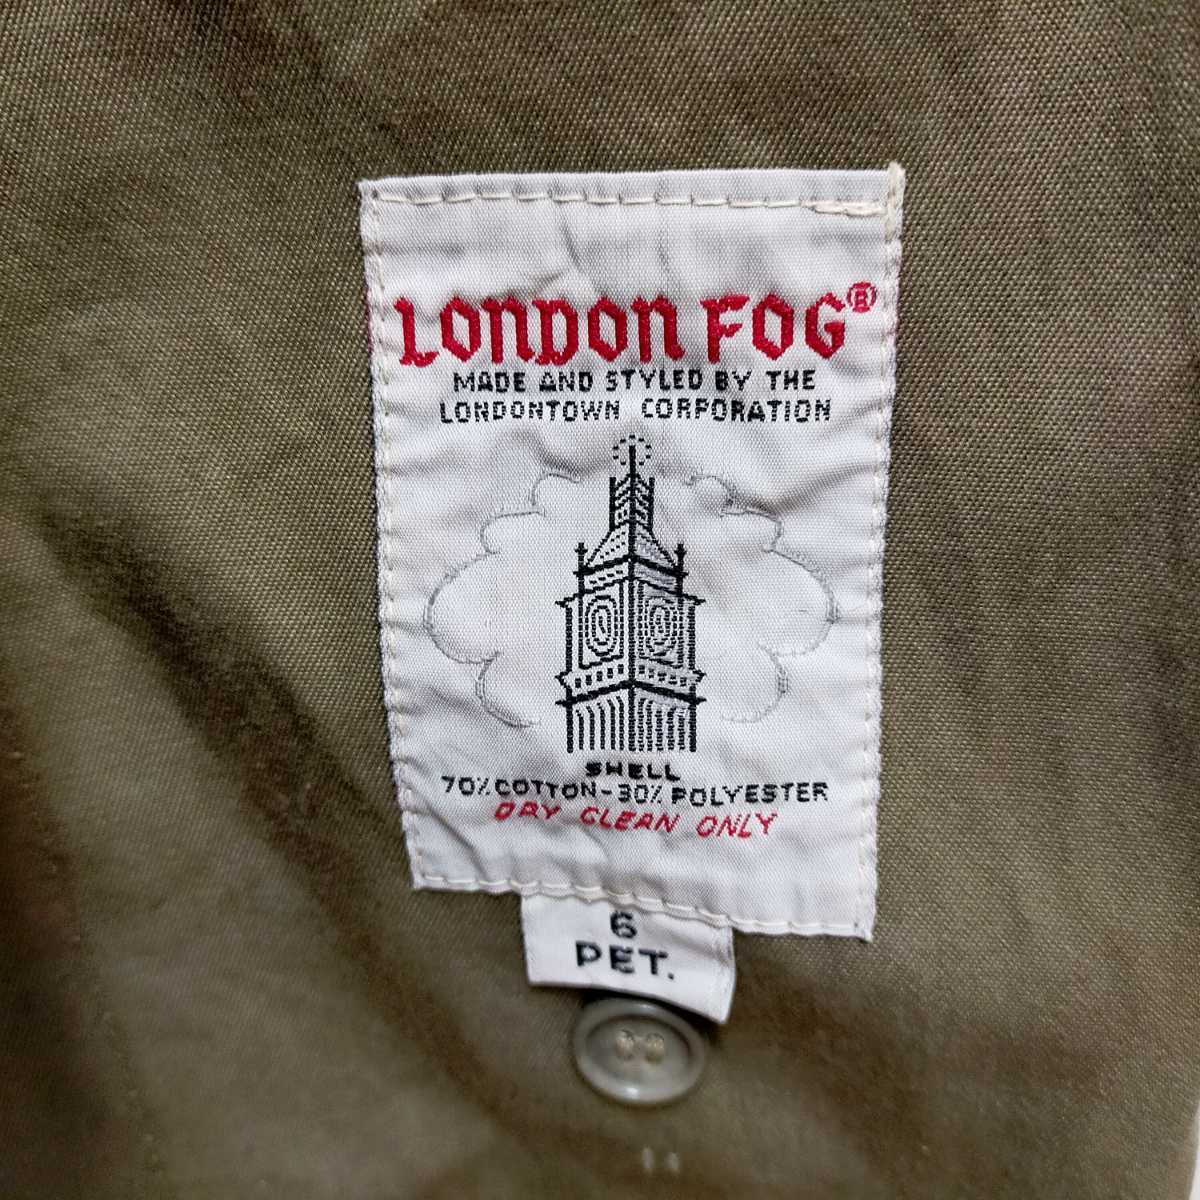 LONDON FOG®
MADE AND STYLED BY THE
LONDONTOWN CORPORATION
SHELL
70% COTTON-30% POLYESTER
DRY CLEAN ONLY
6
PET.